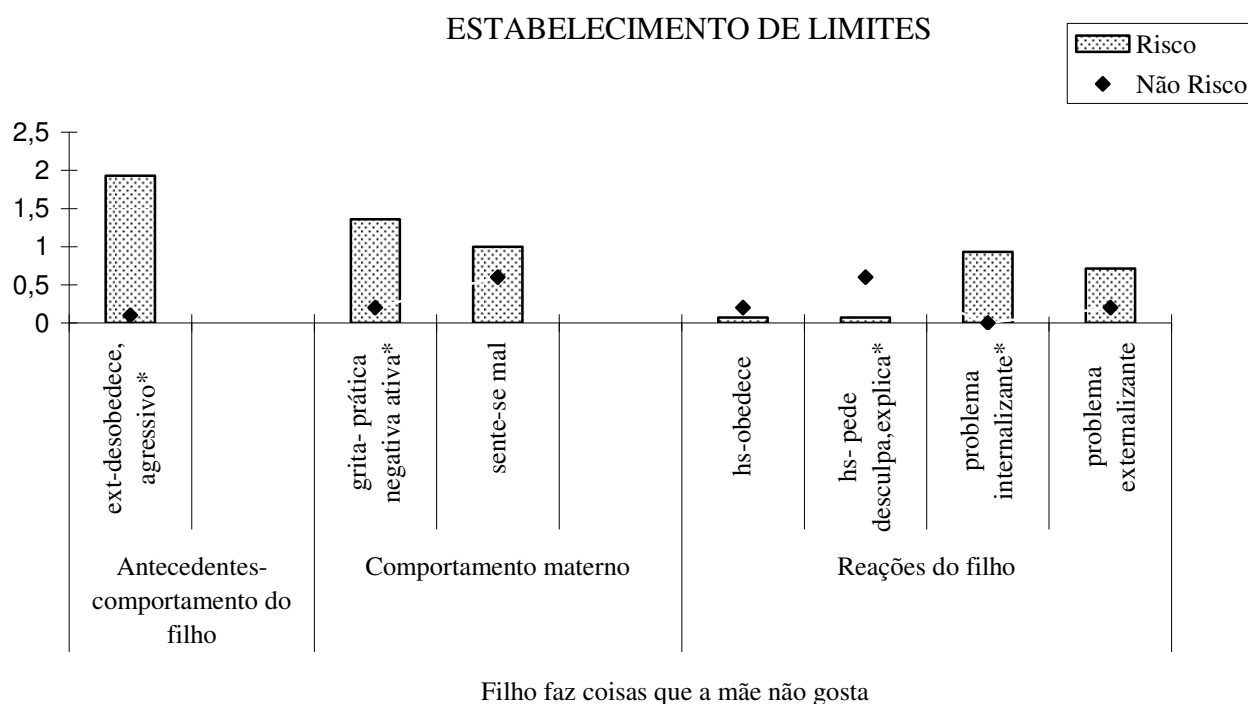 ESTABELECIMENTO DE LIMITES
Risco
Não Risco
2,5
2
1,5
1
0,5
0
ext-desobedece,
agressivo*
grita- prática
negativa ativa*
sente-se mal
hs-obedece
hs- pede
desculpa,explica*
problema
internalizante*
problema
externalizante
Antecedentes-
comportamento do
filho
Comportamento materno
Reações do filho
Filho faz coisas que a mãe não gosta